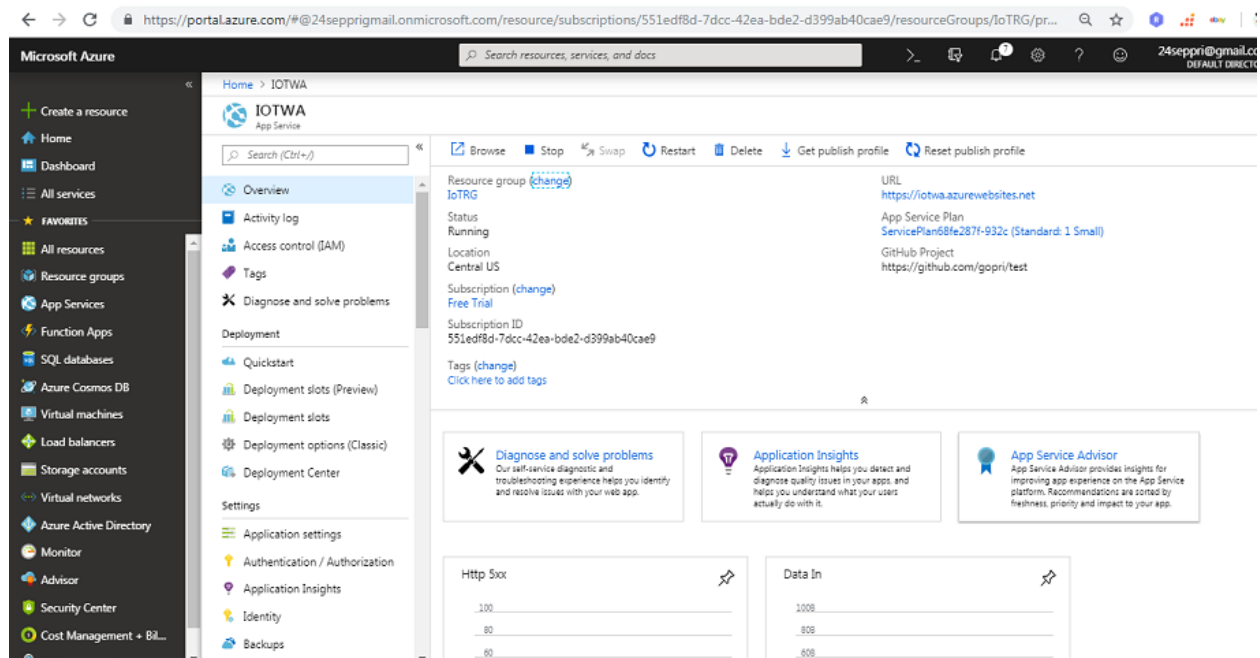 https://portal.azure.com/#@24sepprigmail.onmicrosoft.com/resource/subscriptions/551edf8d-7dcc-42ea-bde2-d399ab40cae9/resourceGroups/IoTRG/pr...
Microsoft Azure
Search resources, services, and docs
24seppri@gmail.co
DEFAULT DIRECTO
Create a resource
Home
Dashboard
All services
FAVORITES
All resources
Resource groups
App Services
Function Apps
SQL databases
Azure Cosmos DB
Virtual machines
Load balancers
Storage accounts
Virtual networks
Azure Active Directory
Monitor
Advisor
Security Center
Cost Management + Bil...
Home > IOTWA
IOTWA
App Service
Search (Ctrl+/)
Overview
Activity log
Access control (IAM)
Tags
Diagnose and solve problems
Deployment
Quickstart
Deployment slots (Preview)
Deployment slots
Deployment options (Classic)
Deployment Center
Settings
Application settings
Authentication / Authorization
Application Insights
Identity
Backups
Browse Stop Swap Restart Delete Get publish profile Reset publish profile
Resource group (change)
IoTRG
Status
Running
Location
Central US
Subscription (change)
Free Trial
Subscription ID
551edf8d-7dcc-42ea-bde2-d399ab40cae9
Tags (change)
Click here to add tags
URL
https://iotwa.azurewebsites.net
App Service Plan
ServicePlan68fe287f-932c (Standard: 1 Small)
GitHub Project
https://github.com/gopri/test
Diagnose and solve problems
Our self-service diagnostic and
troubleshooting experience helps you identify
and resolve issues with your web app.
Application Insights
Application Insights helps you detect and
diagnose quality issues in your apps, and
helps you understand what your users
actually do with it.
App Service Advisor
App Service Advisor provides insights for
improving app experience on the App Service
platform. Recommendations are sorted by
freshness, priority and impact to your app.
Http 5xx
100
80
60
Data In
100B
80B
60B